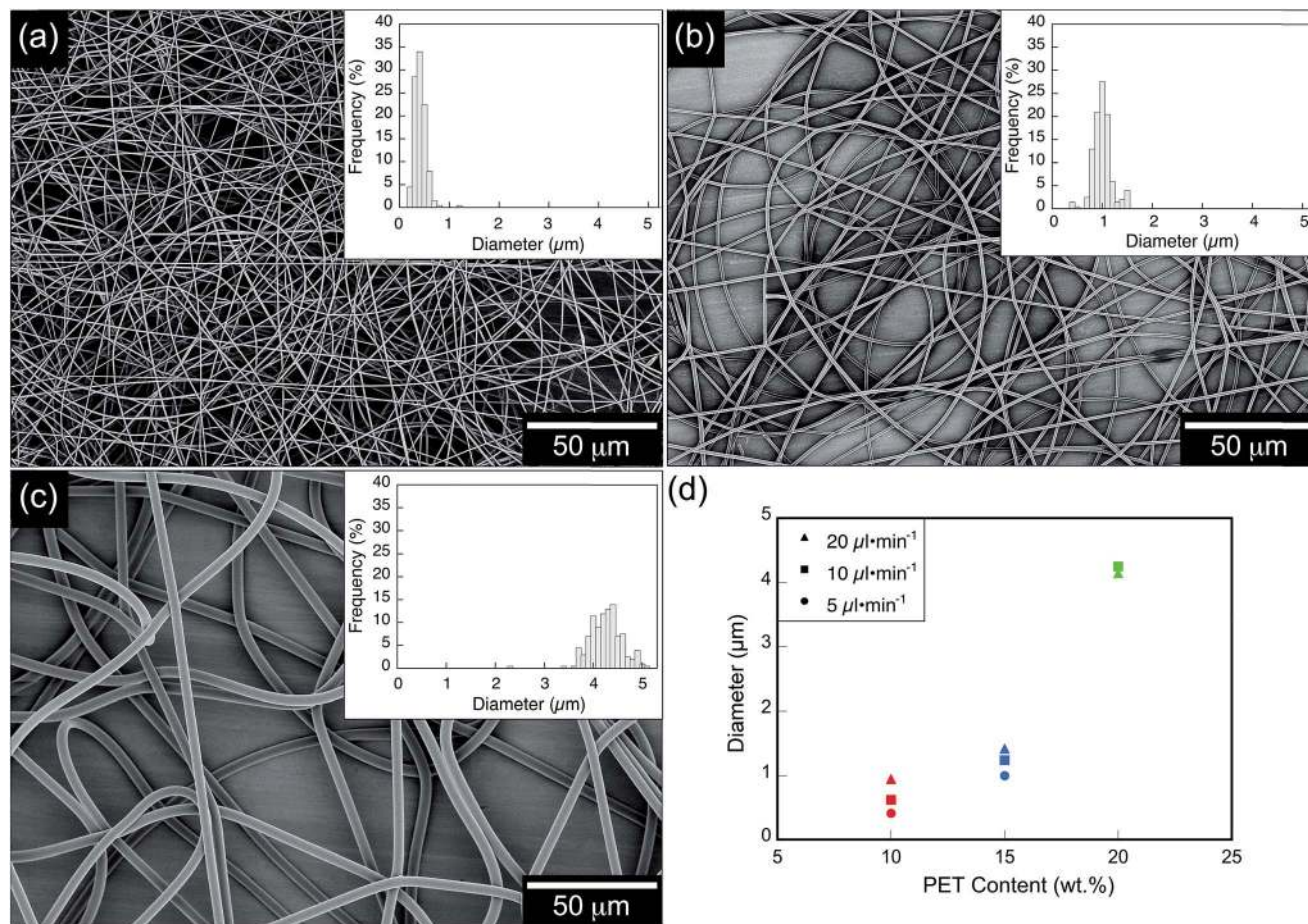 (a)
Frequency (%)
40
35
30
25
20
15
10
5
0
0 1 2 3 4 5
Diameter (µm)
50 µm
(b)
Frequency (%)
40
35
30
25
20
15
10
5
0
0 1 2 3 4 5
Diameter (µm)
50 µm
(c)
Frequency (%)
40
35
30
25
20
15
10
5
0
0 1 2 3 4 5
Diameter (µm)
50 µm
(d)
Diameter (µm)
5
4
3
2
1
0
20 µl•min⁻¹
10 µl•min⁻¹
5 µl•min⁻¹
5 10 15 20 25
PET Content (wt.%)